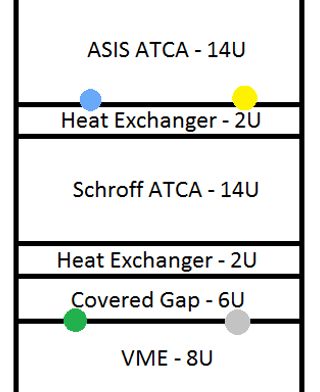 ASIS ATCA - 14U
Heat Exchanger - 2U
Schroff ATCA - 14U
Heat Exchanger - 2U
Covered Gap - 6U
VME - 8U